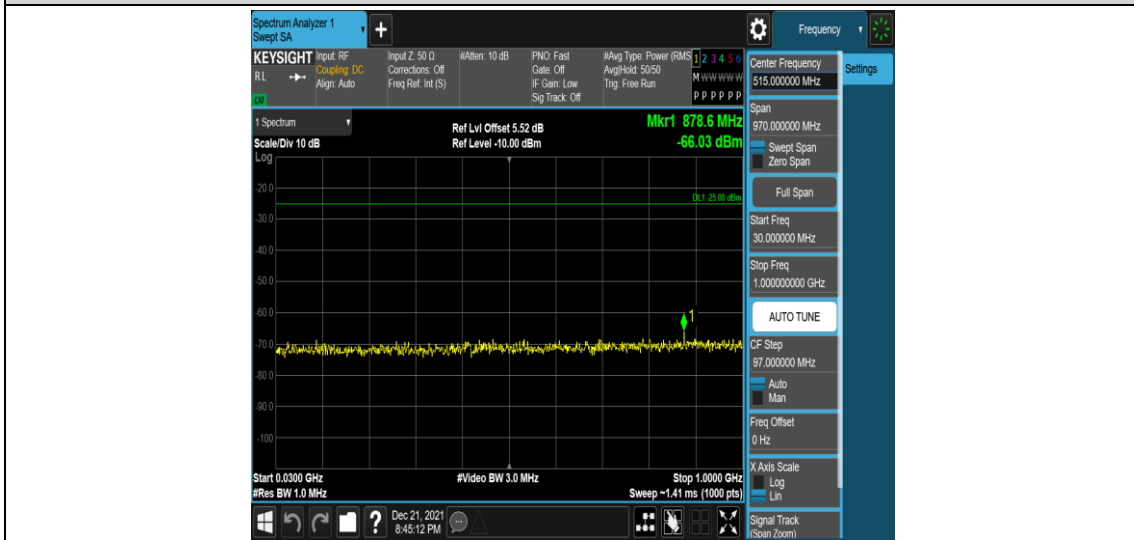 Spectrum Analyzer 1
Swept SA
+
Frequency
KEYSIGHT
RL
LXI
Input: RF
Coupling: DC
Align: Auto
Input Z: 50 Ω
Corrections: Off
Freq Ref: Int (S)
#Atten: 10 dB
PNO: Fast
Gate: Off
IF Gain: Low
Sig Track: Off
#Avg Type: Power (RMS
Avg|Hold: 50/50
Trig: Free Run
1 2 3 4 5 6
M W W W W W
P P P P P P
1 Spectrum
Scale/Div 10 dB
Log
Ref Lvl Offset 5.52 dB
Ref Level -10.00 dBm
Mkr1 878.6 MHz
-66.03 dBm
-20.0
DL1 -25.00 dBm
-30.0
-40.0
-50.0
-60.0
1
-70.0
-80.0
-90.0
-100
Start 0.0300 GHz
#Res BW 1.0 MHz
#Video BW 3.0 MHz
Stop 1.0000 GHz
Sweep ~1.41 ms (1000 pts)
Center Frequency
515.000000 MHz
Settings
Span
970.000000 MHz
Swept Span
Zero Span
Full Span
Start Freq
30.000000 MHz
Stop Freq
1.000000000 GHz
AUTO TUNE
CF Step
97.000000 MHz
Auto
Man
Freq Offset
0 Hz
X Axis Scale
Log
Lin
Signal Track
(Span Zoom)
?
Dec 21, 2021
8:45:12 PM